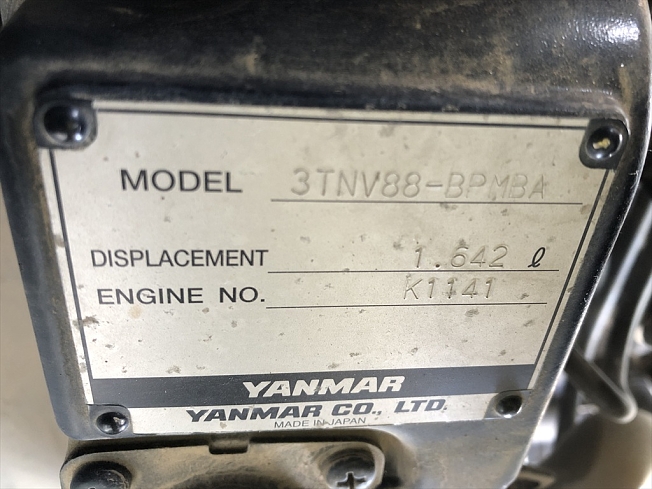 MODEL 3TNV88-BPMBA
DISPLACEMENT 1.642 ℓ
ENGINE NO. K1141
YANMAR
YANMAR CO., LTD.
MADE IN JAPAN